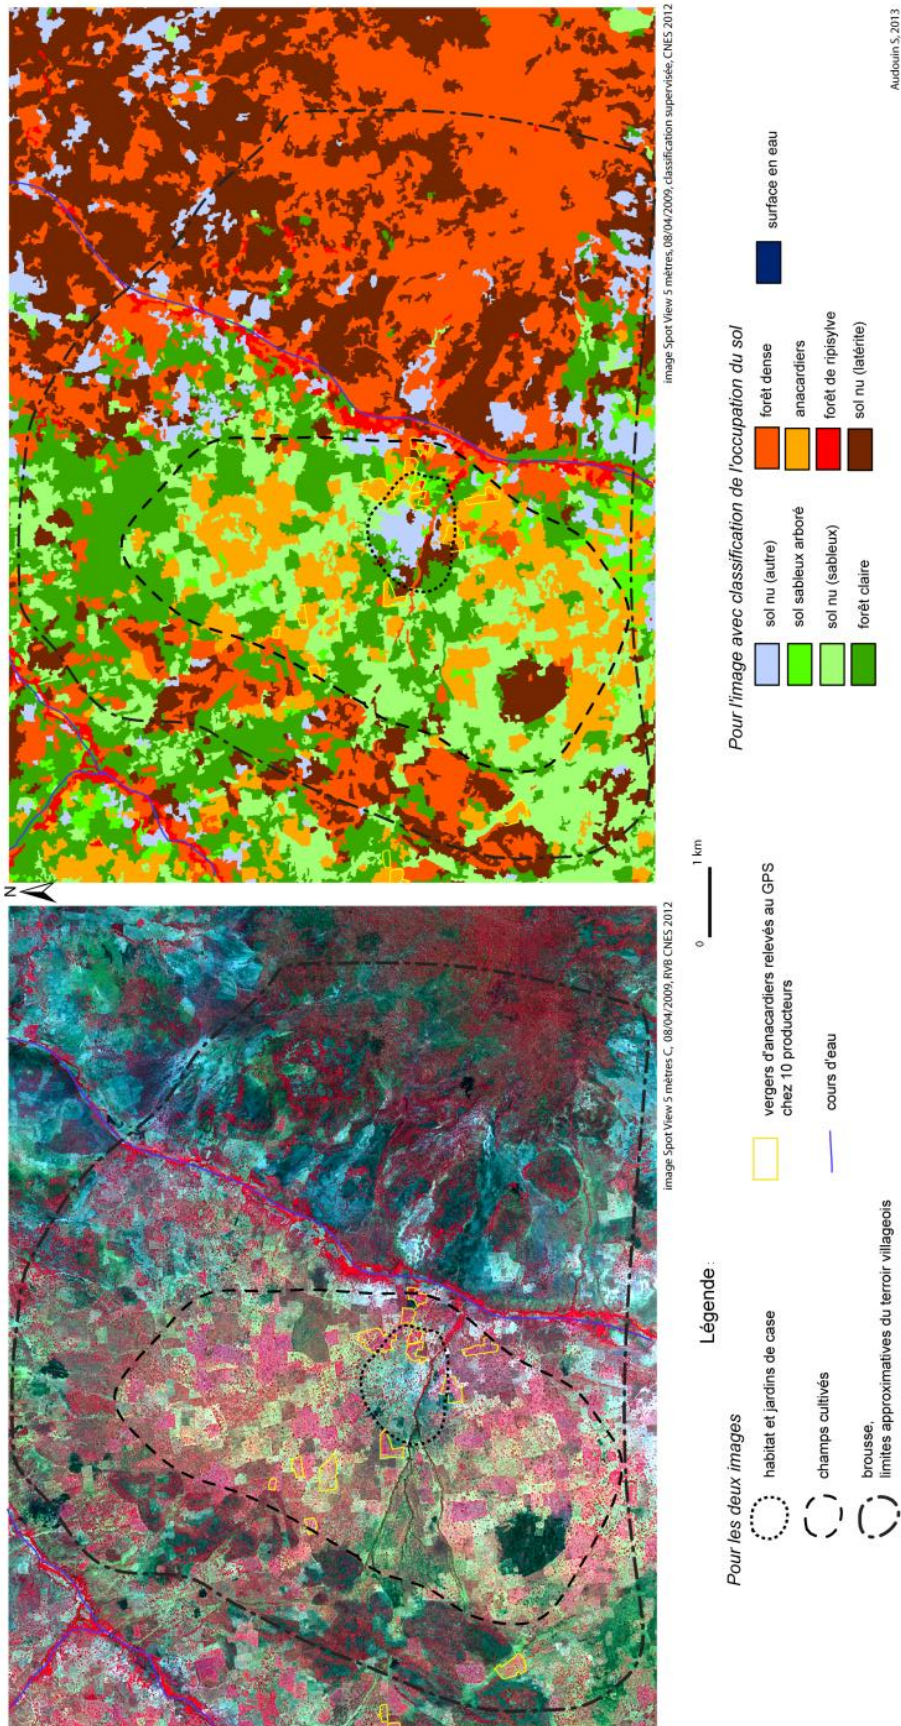 N
image Spot View 5 mètres C, 08/04/2009, RVB CNES 2012
image Spot View 5 mètres, 08/04/2009, classification supervisée, CNES 2012
0 1 km
Légende :
Pour les deux images
habitat et jardins de case
champs cultivés
brousse,
limites approximatives du terroir villageois
vergers d'anacardiers relevés au GPS
chez 10 producteurs
cours d'eau
Pour l'image avec classification de l'occupation du sol
sol nu (autre)
sol sableux arboré
sol nu (sableux)
forêt claire
forêt dense
anacardiers
forêt de ripisylve
sol nu (latérite)
surface en eau
Audouin S, 2013